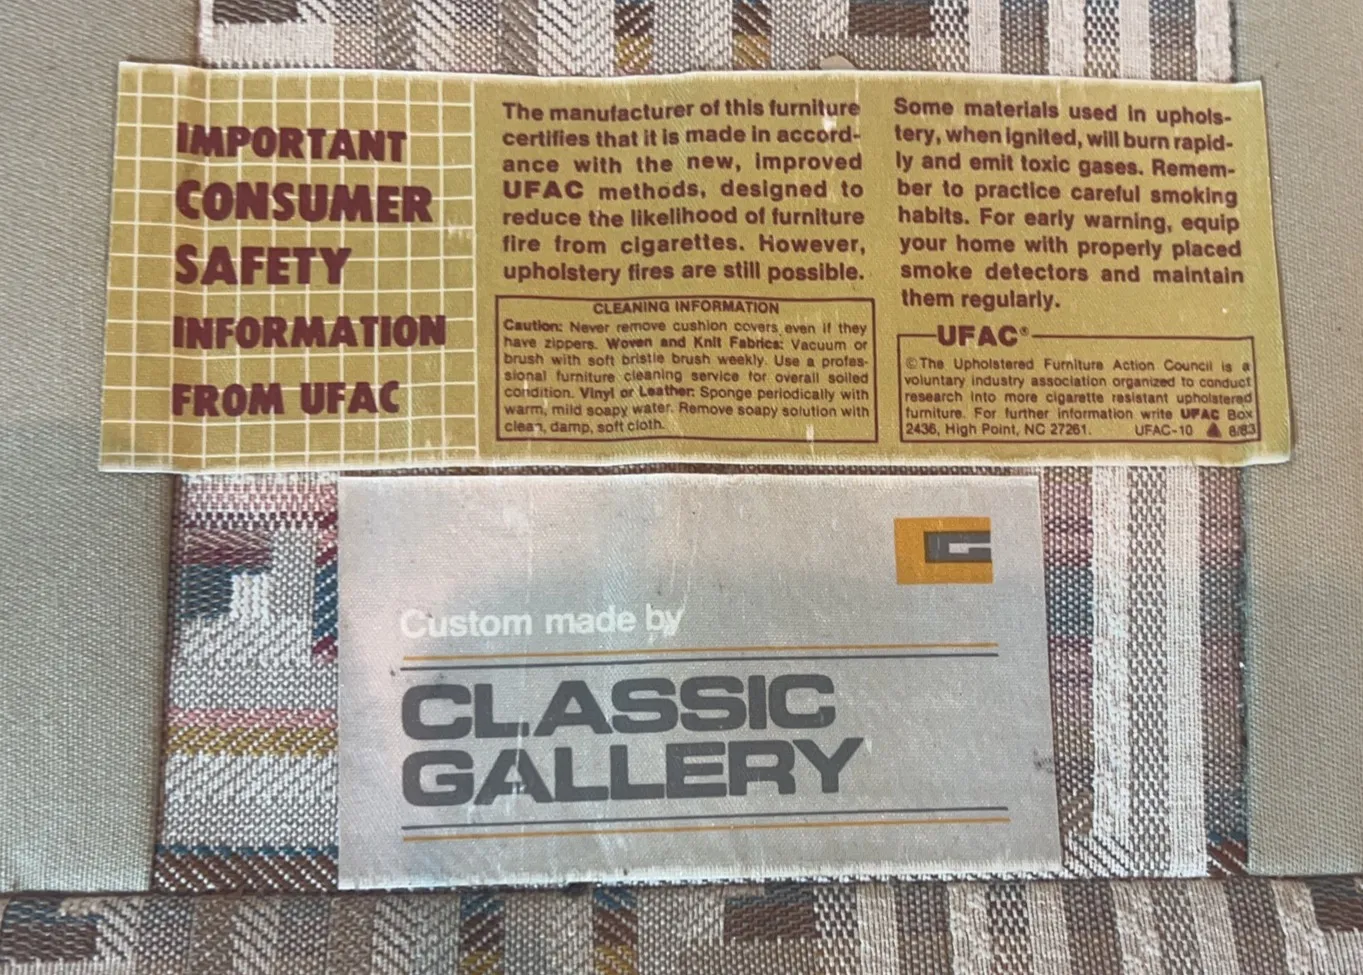 IMPORTANT
CONSUMER
SAFETY
INFORMATION
FROM UFAC
The manufacturer of this furniture
certifies that it is made in accord-
ance with the new, improved
UFAC methods, designed to
reduce the likelihood of furniture
fire from cigarettes. However,
upholstery fires are still possible.
CLEANING INFORMATION
Caution: Never remove cushion covers even if they
have zippers. Woven and Knit Fabrics: Vacuum or
brush with soft bristle brush weekly. Use a profes-
sional furniture cleaning service for overall soiled
condition. Vinyl or Leather: Sponge periodically with
warm, mild soapy water. Remove soapy solution with
clean, damp, soft cloth.
Some materials used in uphols-
tery, when ignited, will burn rapid-
ly and emit toxic gases. Remem-
ber to practice careful smoking
habits. For early warning, equip
your home with properly placed
smoke detectors and maintain
them regularly.
UFAC®
©The Upholstered Furniture Action Council is a
voluntary industry association organized to conduct
research into more cigarette resistant upholstered
furniture. For further information write UFAC Box
2436, High Point, NC 27261. UFAC-10 ▲ 8/83
Custom made by
CLASSIC
GALLERY